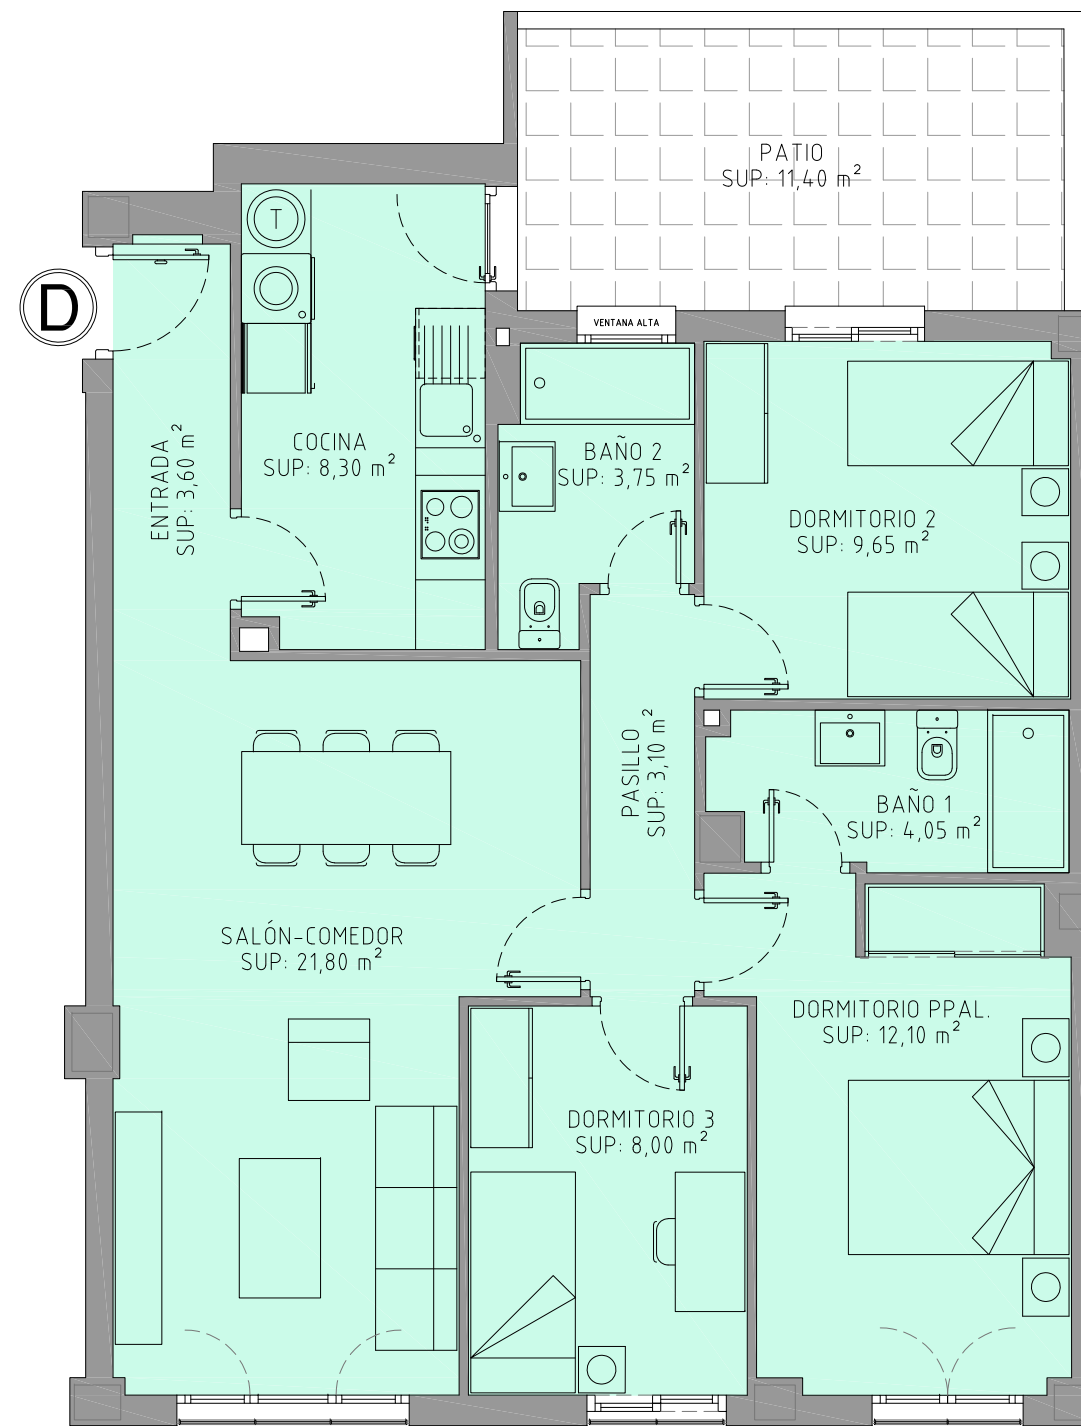 PATIO
SUP: 11,40 m²
T
D
VENTANA ALTA
ENTRADA
SUP: 3,60 m²
COCINA
SUP: 8,30 m²
BAÑO 2
SUP: 3,75 m²
DORMITORIO 2
SUP: 9,65 m²
PASILLO
SUP: 3,10 m²
BAÑO 1
SUP: 4,05 m²
SALÓN-COMEDOR
SUP: 21,80 m²
DORMITORIO PPAL.
SUP: 12,10 m²
DORMITORIO 3
SUP: 8,00 m²